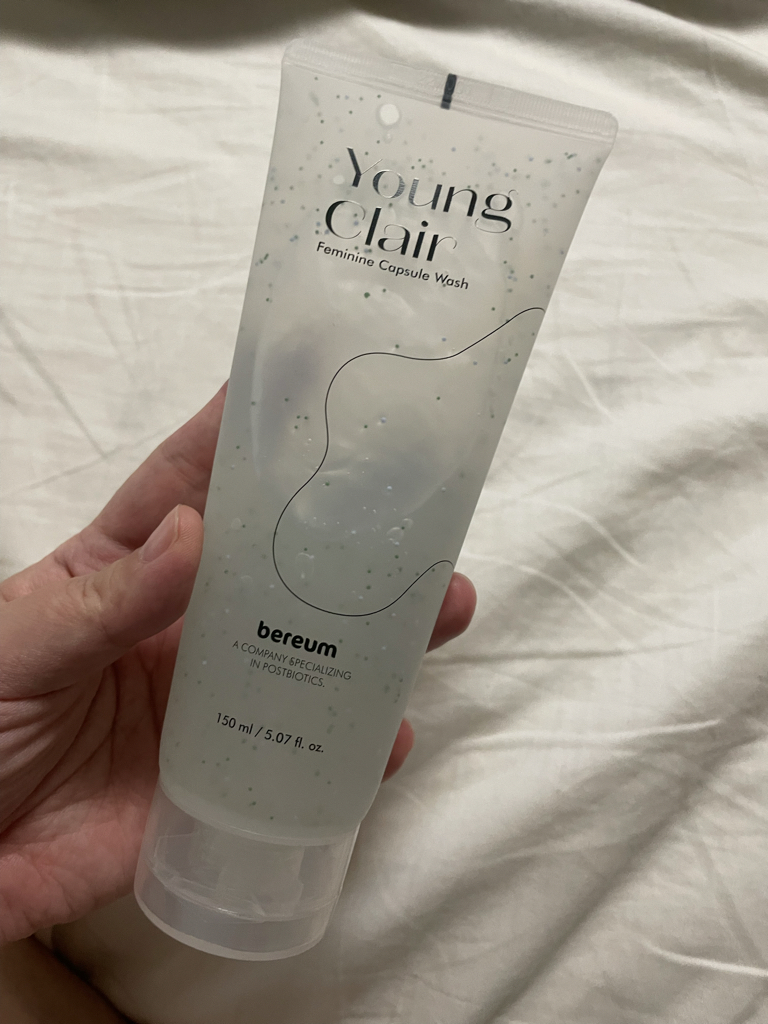 Young
Clair
Feminine Capsule Wash
bereum
A COMPANY SPECIALIZING
IN POSTBIOTICS.
150 ml / 5.07 fl. oz.